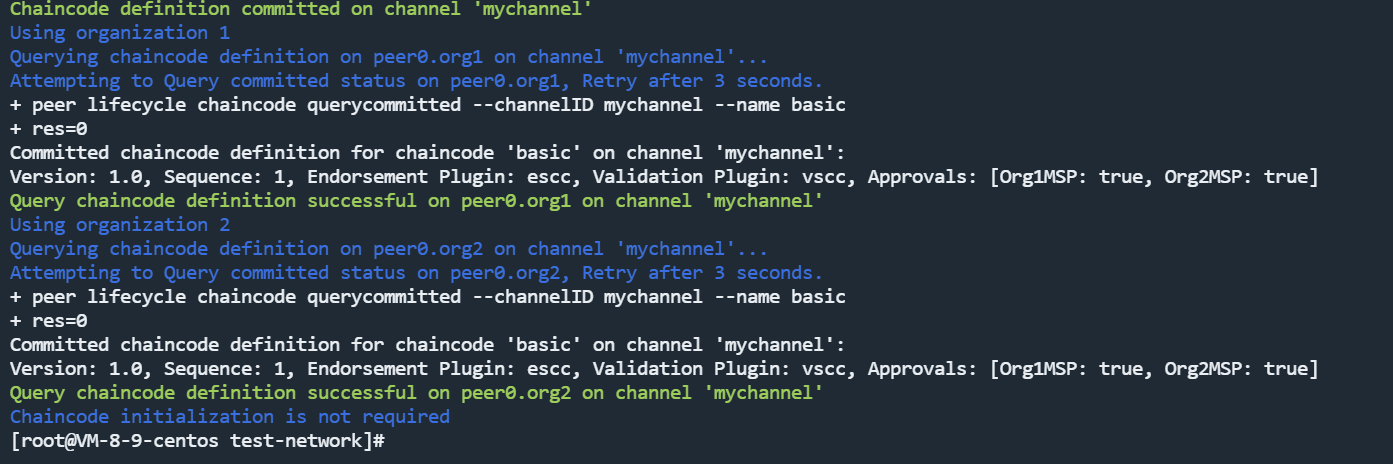 Chaincode definition committed on channel 'mychannel'
Using organization 1
Querying chaincode definition on peer0.org1 on channel 'mychannel'...
Attempting to Query committed status on peer0.org1, Retry after 3 seconds.
+ peer lifecycle chaincode querycommitted --channelID mychannel --name basic
+ res=0
Committed chaincode definition for chaincode 'basic' on channel 'mychannel':
Version: 1.0, Sequence: 1, Endorsement Plugin: escc, Validation Plugin: vscc, Approvals: [Org1MSP: true, Org2MSP: true]
Query chaincode definition successful on peer0.org1 on channel 'mychannel'
Using organization 2
Querying chaincode definition on peer0.org2 on channel 'mychannel'...
Attempting to Query committed status on peer0.org2, Retry after 3 seconds.
+ peer lifecycle chaincode querycommitted --channelID mychannel --name basic
+ res=0
Committed chaincode definition for chaincode 'basic' on channel 'mychannel':
Version: 1.0, Sequence: 1, Endorsement Plugin: escc, Validation Plugin: vscc, Approvals: [Org1MSP: true, Org2MSP: true]
Query chaincode definition successful on peer0.org2 on channel 'mychannel'
Chaincode initialization is not required
[root@VM-8-9-centos test-network]#